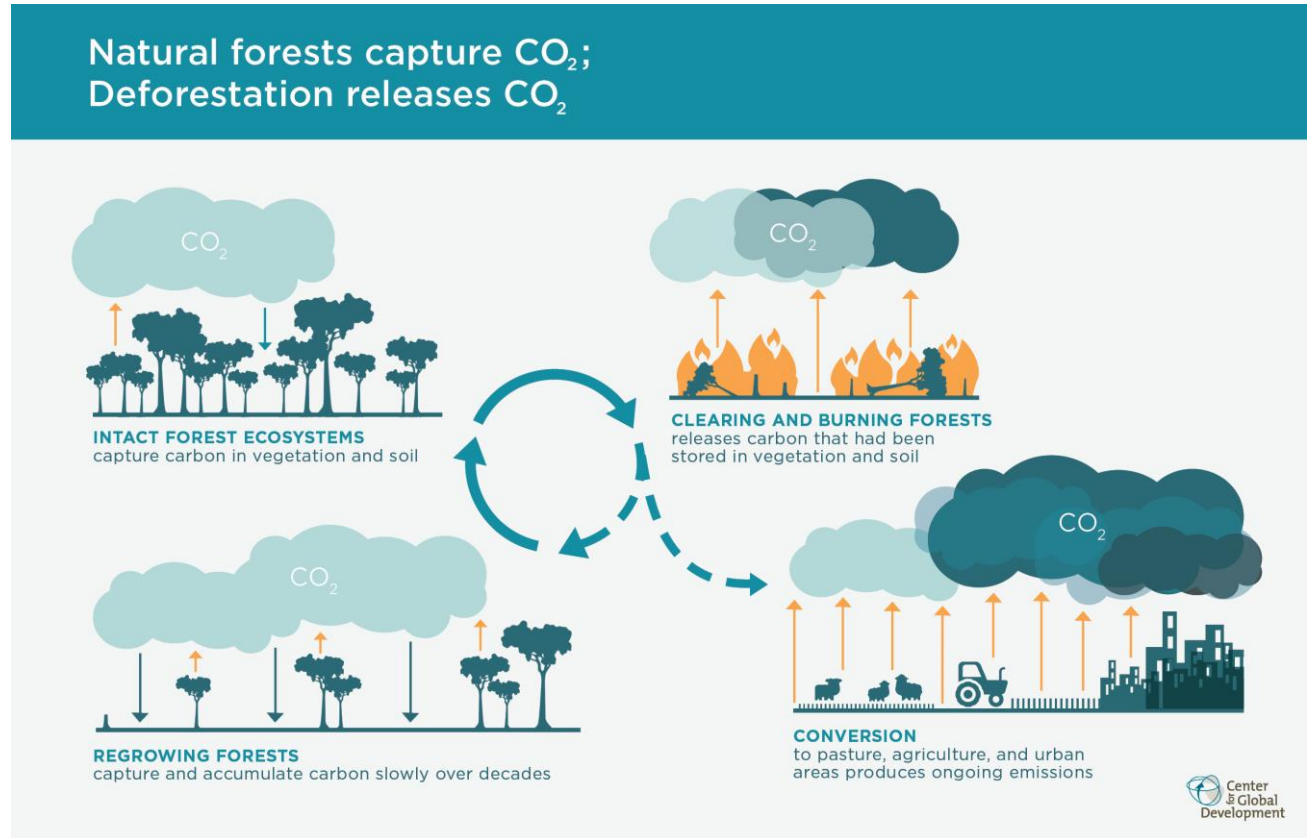 Natural forests capture CO₂;
Deforestation releases CO₂
CO₂
INTACT FOREST ECOSYSTEMS
capture carbon in vegetation and soil
CO₂
CLEARING AND BURNING FORESTS
releases carbon that had been
stored in vegetation and soil
CO₂
REGROWING FORESTS
capture and accumulate carbon slowly over decades
CO₂
CONVERSION
to pasture, agriculture, and urban
areas produces ongoing emissions
Center
for Global
Development